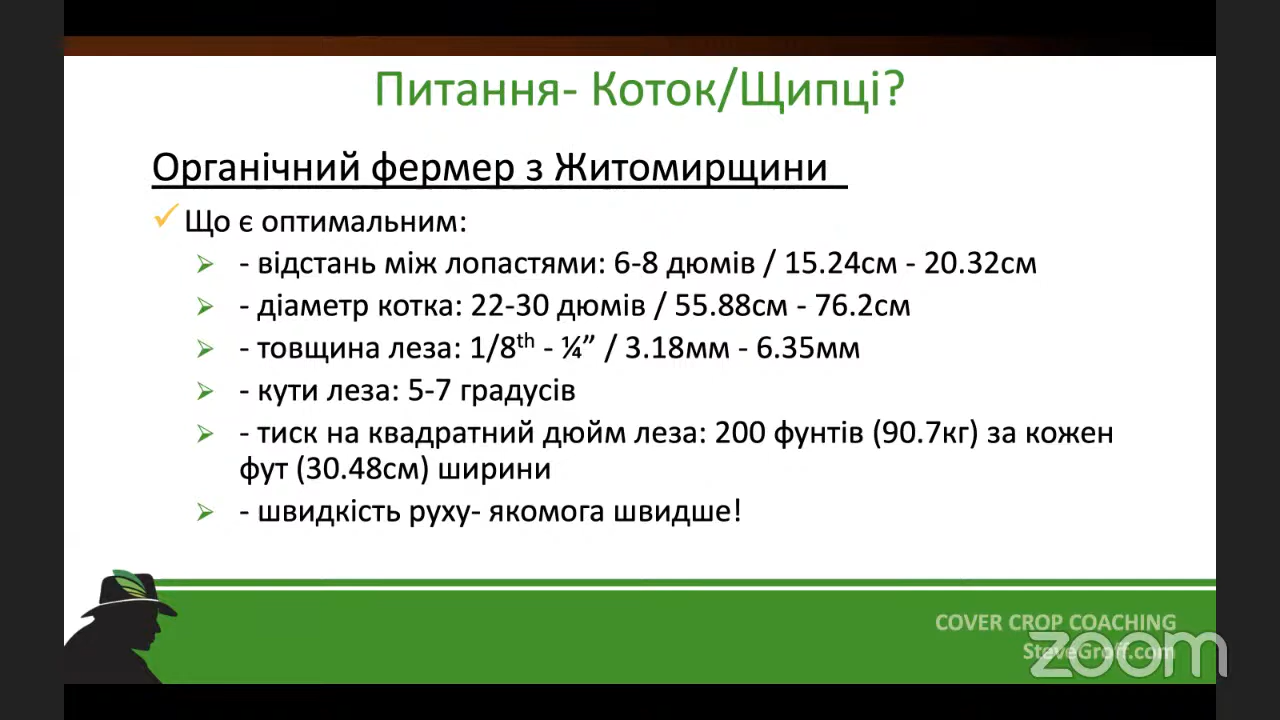 Питання- Коток/Щипці?
Органічний фермер з Житомирщини
Що є оптимальним:
- відстань між лопастями: 6-8 дюмів / 15.24см - 20.32см
- діаметр котка: 22-30 дюмів / 55.88см - 76.2см
- товщина леза: 1/8th - ¼” / 3.18мм - 6.35мм
- кути леза: 5-7 градусів
- тиск на квадратний дюйм леза: 200 фунтів (90.7кг) за кожен
фут (30.48см) ширини
- швидкість руху- якомога швидше!
COVER CROP COACHING
SteveGroff.com
zoom